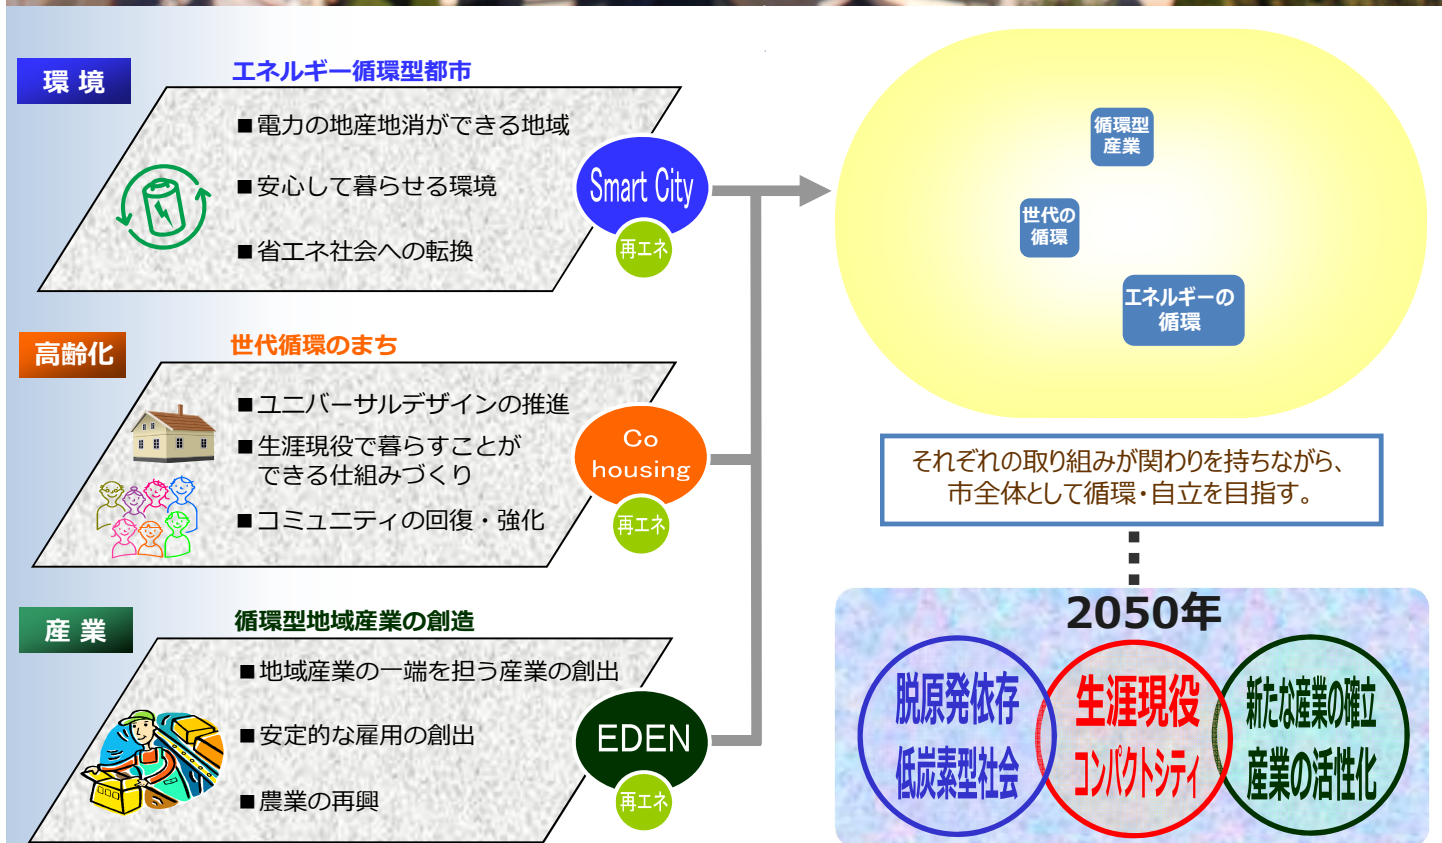 環 境
エネルギー循環型都市
■電力の地産地消ができる地域
■安心して暮らせる環境
■省エネ社会への転換
Smart City
再エネ
高齢化
世代循環のまち
■ユニバーサルデザインの推進
■生涯現役で暮らすことが
できる仕組みづくり
■コミュニティの回復・強化
Co
housing
再エネ
産 業
循環型地域産業の創造
■地域産業の一端を担う産業の創出
■安定的な雇用の創出
■農業の再興
EDEN
再エネ
循環型
産業
世代の
循環
エネルギーの
循環
それぞれの取り組みが関わりを持ちながら、
市全体として循環・自立を目指す。
2050年
脱原発依存
低炭素型社会
生涯現役
コンパクトシティ
新たな産業の確立
産業の活性化